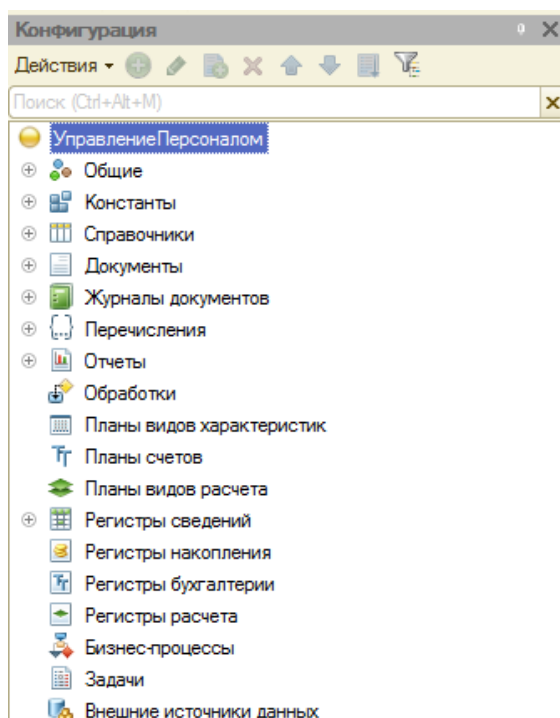 Конфигурация
Действия
Поиск (Ctrl+Alt+M)
УправлениеПерсоналом
Общие
Константы
Справочники
Документы
Журналы документов
Перечисления
Отчеты
Обработки
Планы видов характеристик
Планы счетов
Планы видов расчета
Регистры сведений
Регистры накопления
Регистры бухгалтерии
Регистры расчета
Бизнес-процессы
Задачи
Внешние источники данных